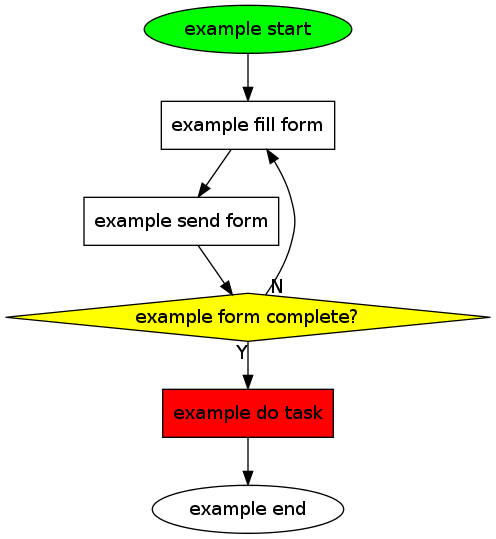 example start
example fill form
example send form
N
example form complete?
Y
example do task
example end